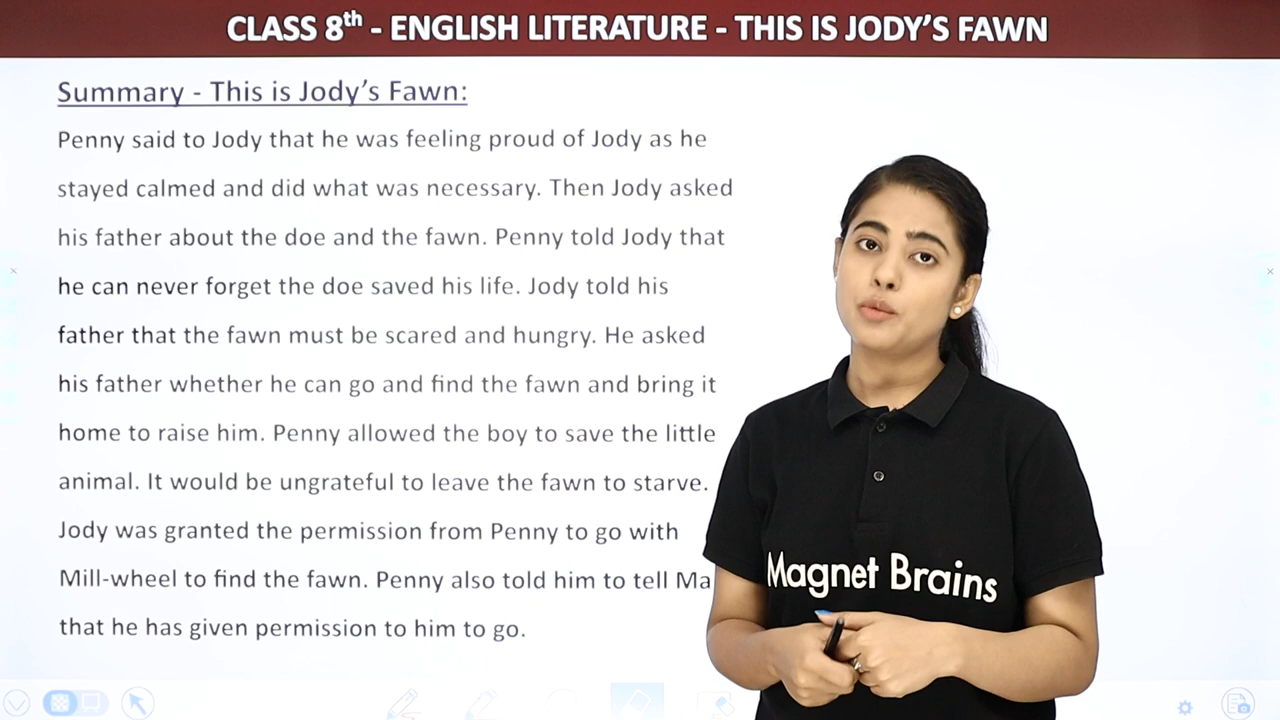 CLASS 8th - ENGLISH LITERATURE - THIS IS JODY'S FAWN
Summary - This is Jody's Fawn:
Penny said to Jody that he was feeling proud of Jody as he
stayed calmed and did what was necessary. Then Jody asked
his father about the doe and the fawn. Penny told Jody that
he can never forget the doe saved his life. Jody told his
father that the fawn must be scared and hungry. He asked
his father whether he can go and find the fawn and bring it
home to raise him. Penny allowed the boy to save the little
animal. It would be ungrateful to leave the fawn to starve.
Jody was granted the permission from Penny to go with
Mill-wheel to find the fawn. Penny also told him to tell Ma
that he has given permission to him to go.
Magnet Brains